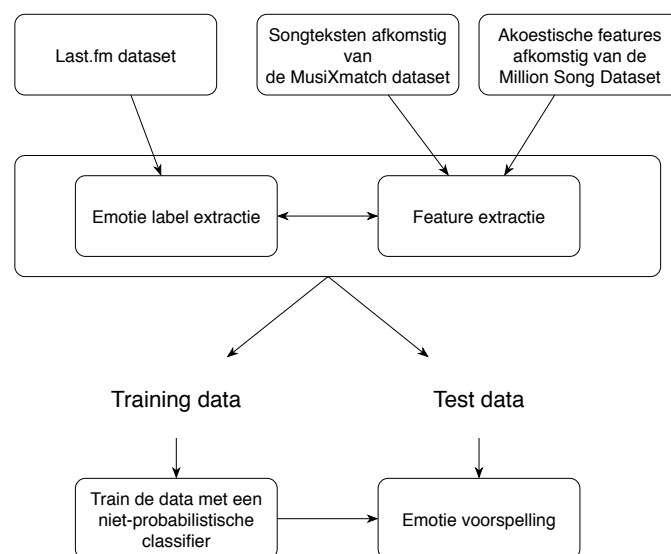 Last.fm dataset
Songteksten afkomstig
van
de MusiXmatch dataset
Akoestische features
afkomstig van de
Million Song Dataset
Emotie label extractie
Feature extractie
Training data
Test data
Train de data met een
niet-probabilistische
classifier
Emotie voorspelling